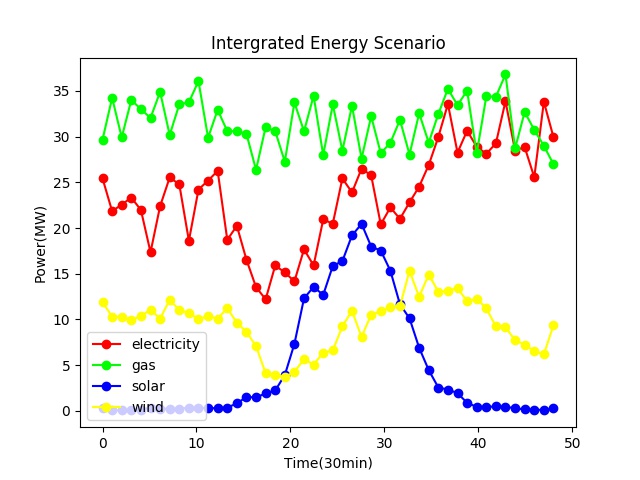 Intergrated Energy Scenario
Power(MW)
35
30
25
20
15
10
5
0
electricity
gas
solar
wind
0 10 20 30 40 50
Time(30min)